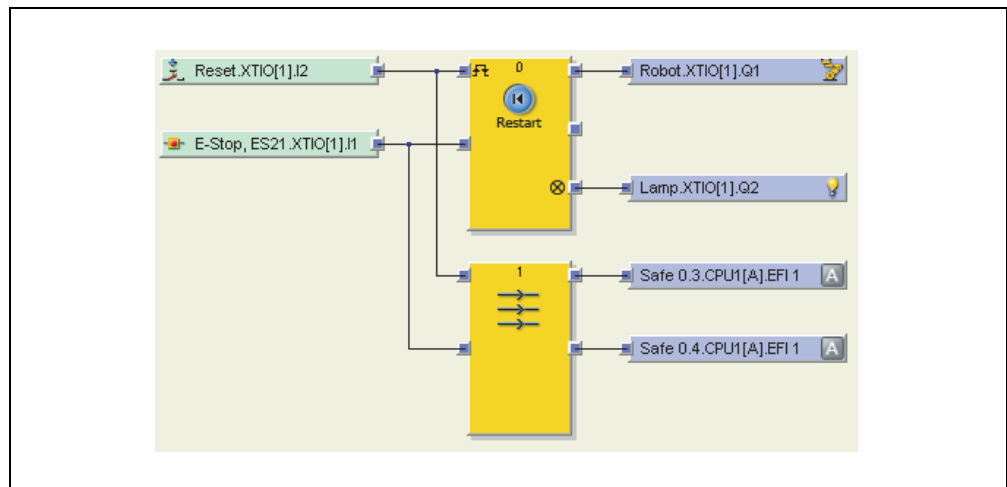 Reset.XTIO[1].I2
0
Robot.XTIO[1].Q1
Restart
E-Stop, ES21.XTIO[1].I1
Lamp.XTIO[1].Q2
1
Safe 0.3.CPU1[A].EFI 1
A
Safe 0.4.CPU1[A].EFI 1
A